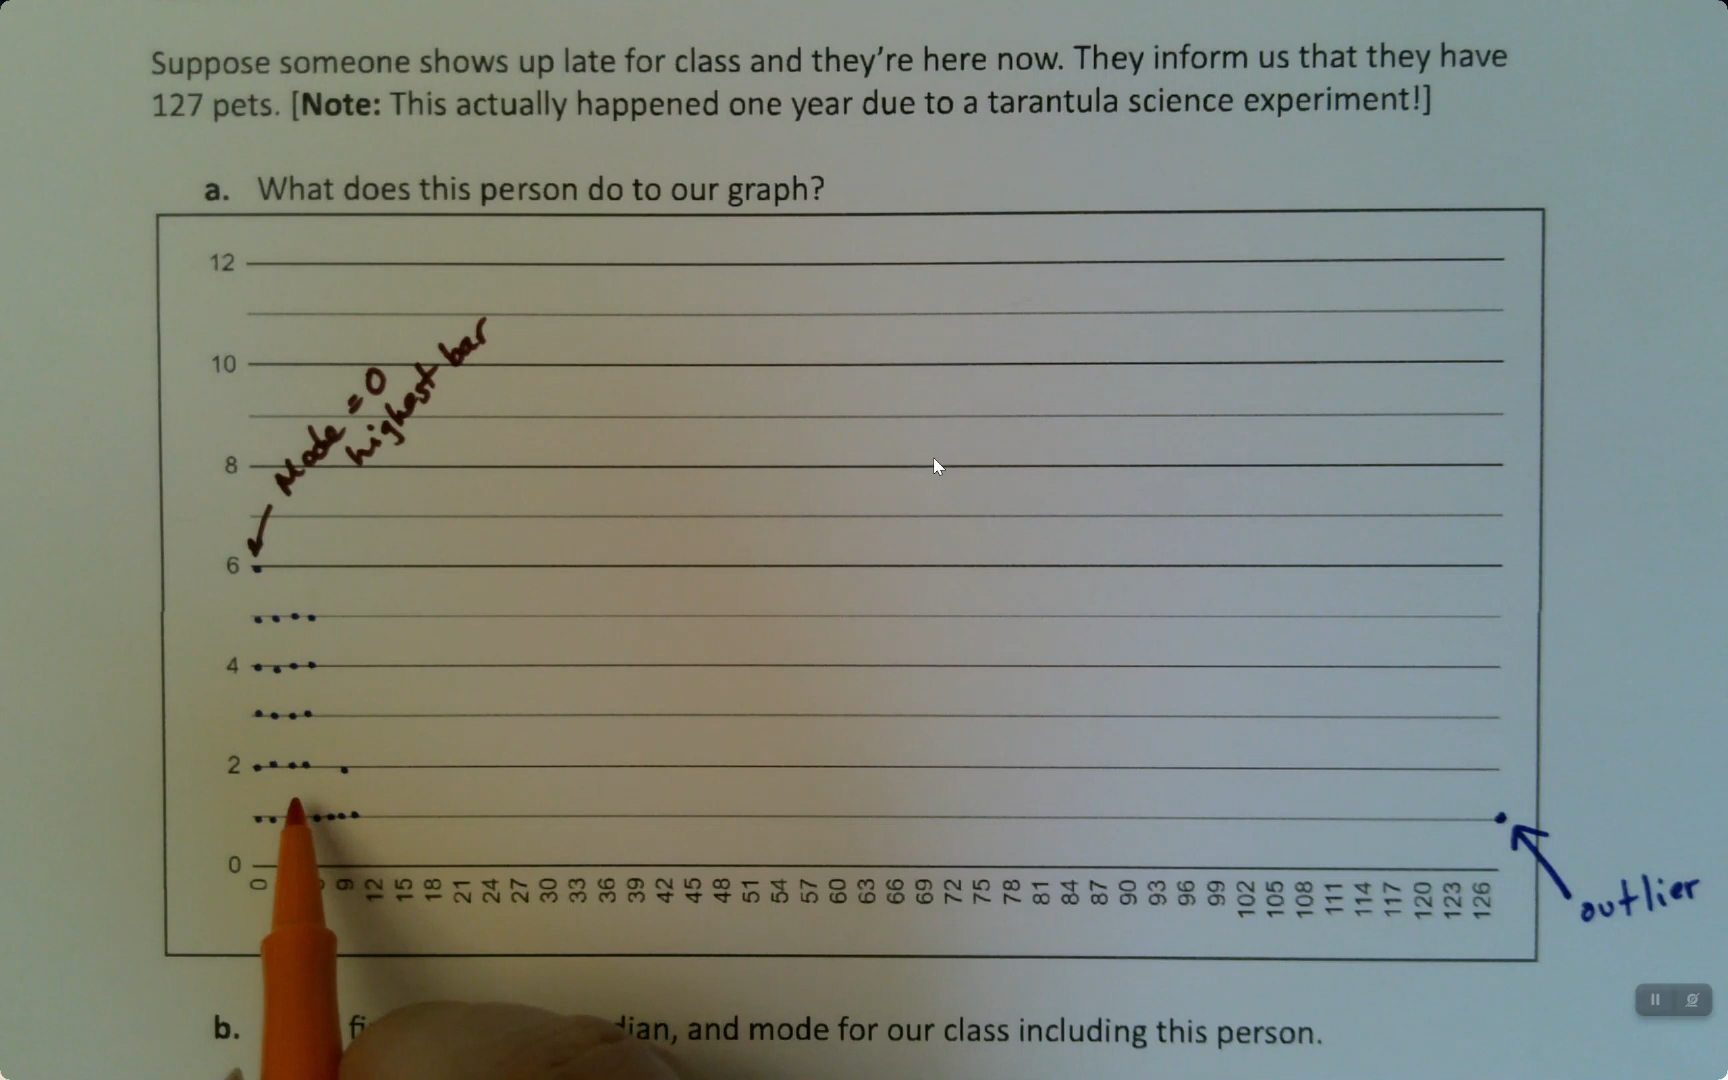 Suppose someone shows up late for class and they're here now. They inform us that they have
127 pets. [Note: This actually happened one year due to a tarantula science experiment!]
a. What does this person do to our graph?
12
10
8
6
4
2
0
Mode = 0
highest bar
0 9 12 15 18 21 24 27 30 33 36 39 42 45 48 51 54 57 60 63 66 69 72 75 78 81 84 87 90 93 96 99 102 105 108 111 114 117 120 123 126
outlier
b. and mode for our class including this person.